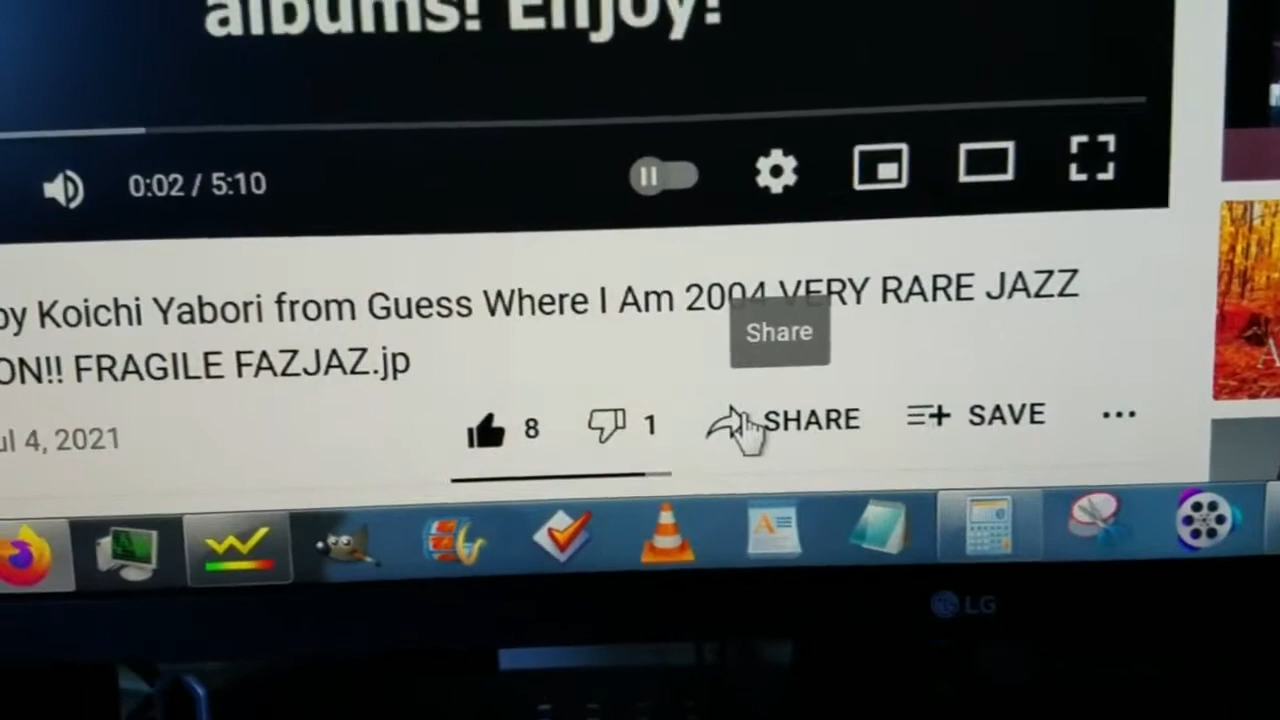 albums! Enjoy!
0:02 / 5:10
by Koichi Yabori from Guess Where I Am 2004 VERY RARE JAZZ
ON!! FRAGILE FAZJAZ.jp
Share
ul 4, 2021
8
1
SHARE
SAVE
LG